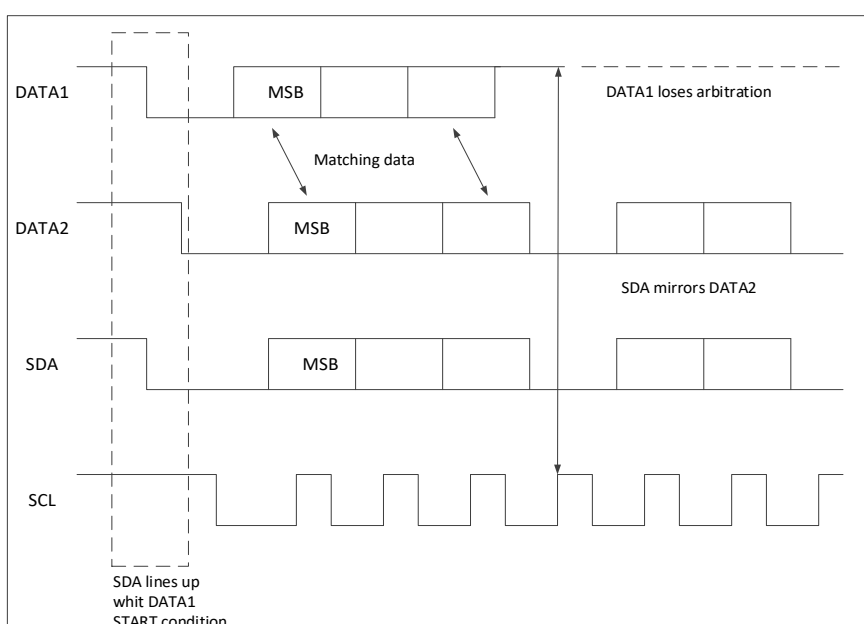 DATA1
MSB
DATA1 loses arbitration
Matching data
DATA2
MSB
SDA mirrors DATA2
SDA
MSB
SCL
SDA lines up
whit DATA1
START condition